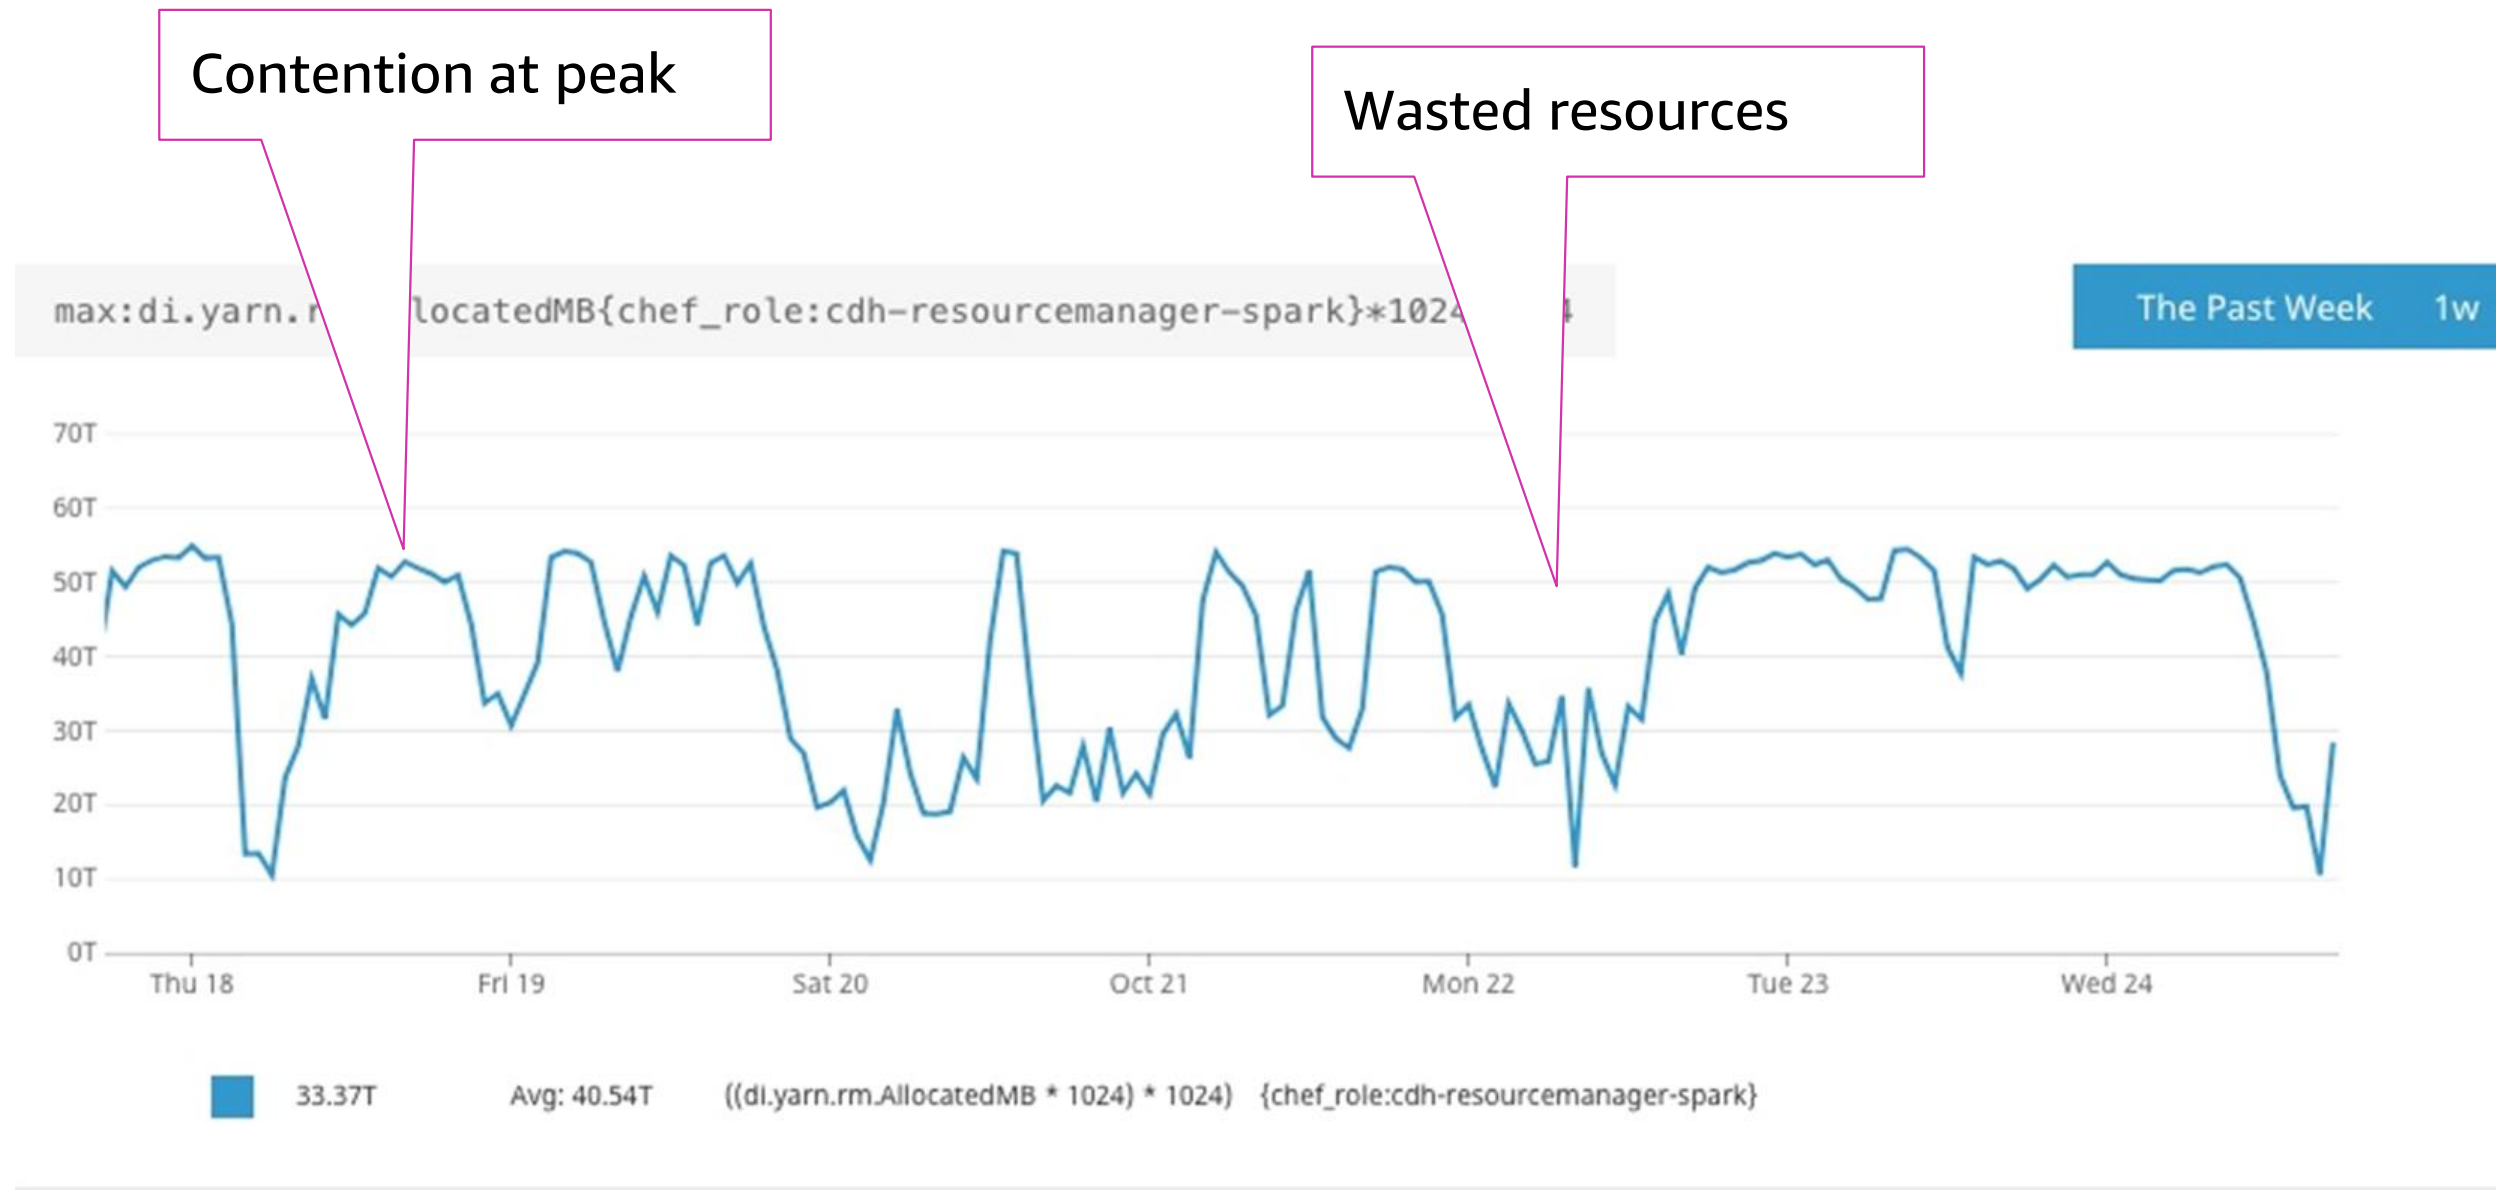 Contention at peak
Wasted resources
max:di.yarn.r locatedMB{chef_role:cdh-resourcemanager-spark}*1024 4
The Past Week 1w
70T
60T
50T
40T
30T
20T
10T
0T
Thu 18 Fri 19 Sat 20 Oct 21 Mon 22 Tue 23 Wed 24
33.37T Avg: 40.54T ((di.yarn.rm.AllocatedMB * 1024) * 1024) {chef_role:cdh-resourcemanager-spark}